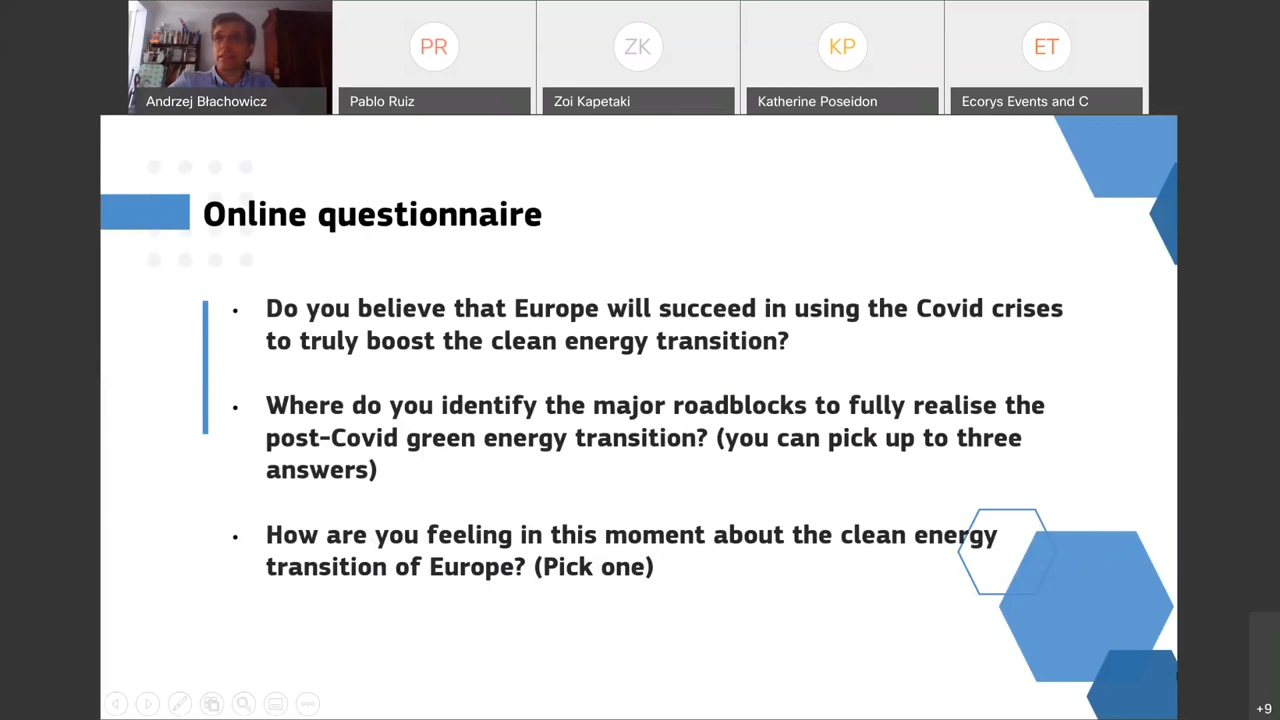 PR
ZK
KP
ET
Andrzej Błachowicz
Pablo Ruiz
Zoi Kapetaki
Katherine Poseidon
Ecorys Events and C
Online questionnaire
• Do you believe that Europe will succeed in using the Covid crises
to truly boost the clean energy transition?
• Where do you identify the major roadblocks to fully realise the
post-Covid green energy transition? (you can pick up to three
answers)
• How are you feeling in this moment about the clean energy
transition of Europe? (Pick one)
+9